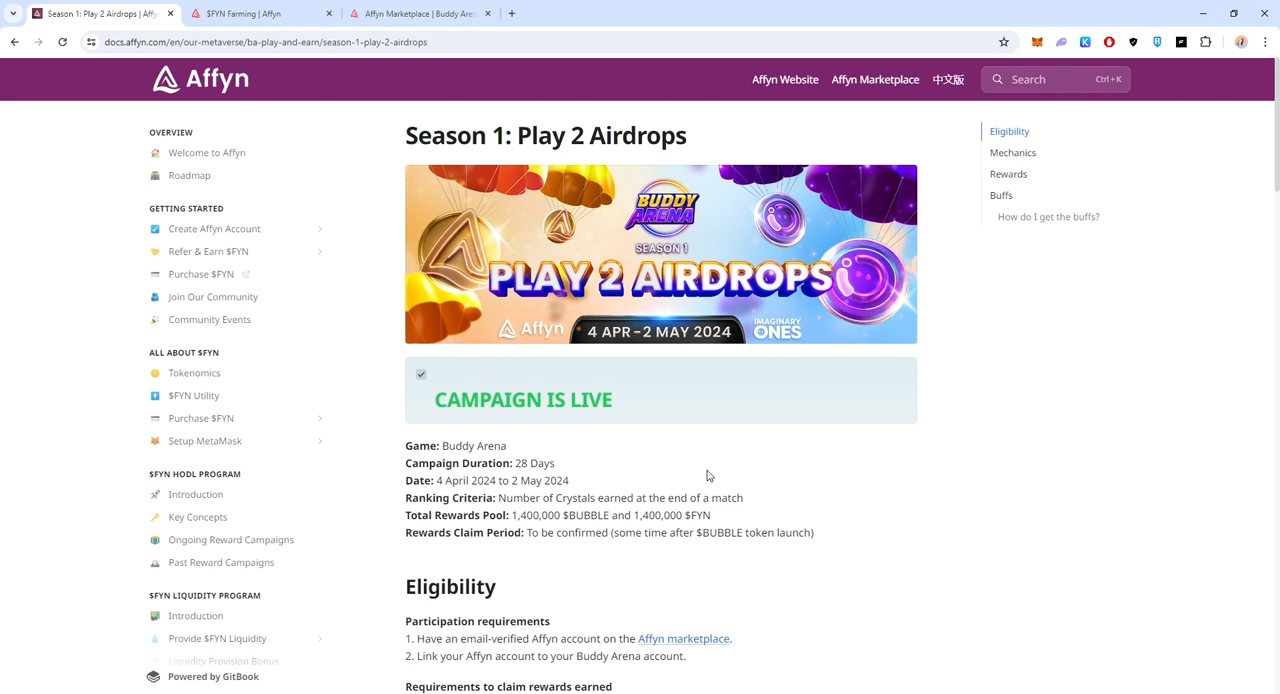 Season 1: Play 2 Airdrops | Affy
$FYN Farming | Affyn
Affyn Marketplace | Buddy Aren
docs.affyn.com/en/our-metaverse/ba-play-and-earn/season-1-play-2-airdrops
Affyn
Affyn Website
Affyn Marketplace
中文版
Search
Ctrl + K
OVERVIEW
Welcome to Affyn
Roadmap
GETTING STARTED
Create Affyn Account
Refer & Earn $FYN
Purchase $FYN
Join Our Community
Community Events
ALL ABOUT $FYN
Tokenomics
$FYN Utility
Purchase $FYN
Setup MetaMask
$FYN HODL PROGRAM
Introduction
Key Concepts
Ongoing Reward Campaigns
Past Reward Campaigns
$FYN LIQUIDITY PROGRAM
Introduction
Provide $FYN Liquidity
Liquidity Provision Bonus
Powered by GitBook
Season 1: Play 2 Airdrops
BUDDY
ARENA
SEASON 1
PLAY 2 AIRDROPS
Affyn
4 APR - 2 MAY 2024
IMAGINARY
ONES
CAMPAIGN IS LIVE
Game: Buddy Arena
Campaign Duration: 28 Days
Date: 4 April 2024 to 2 May 2024
Ranking Criteria: Number of Crystals earned at the end of a match
Total Rewards Pool: 1,400,000 $BUBBLE and 1,400,000 $FYN
Rewards Claim Period: To be confirmed (some time after $BUBBLE token launch)
Eligibility
Participation requirements
1. Have an email-verified Affyn account on the Affyn marketplace.
2. Link your Affyn account to your Buddy Arena account.
Requirements to claim rewards earned
Eligibility
Mechanics
Rewards
Buffs
How do I get the buffs?